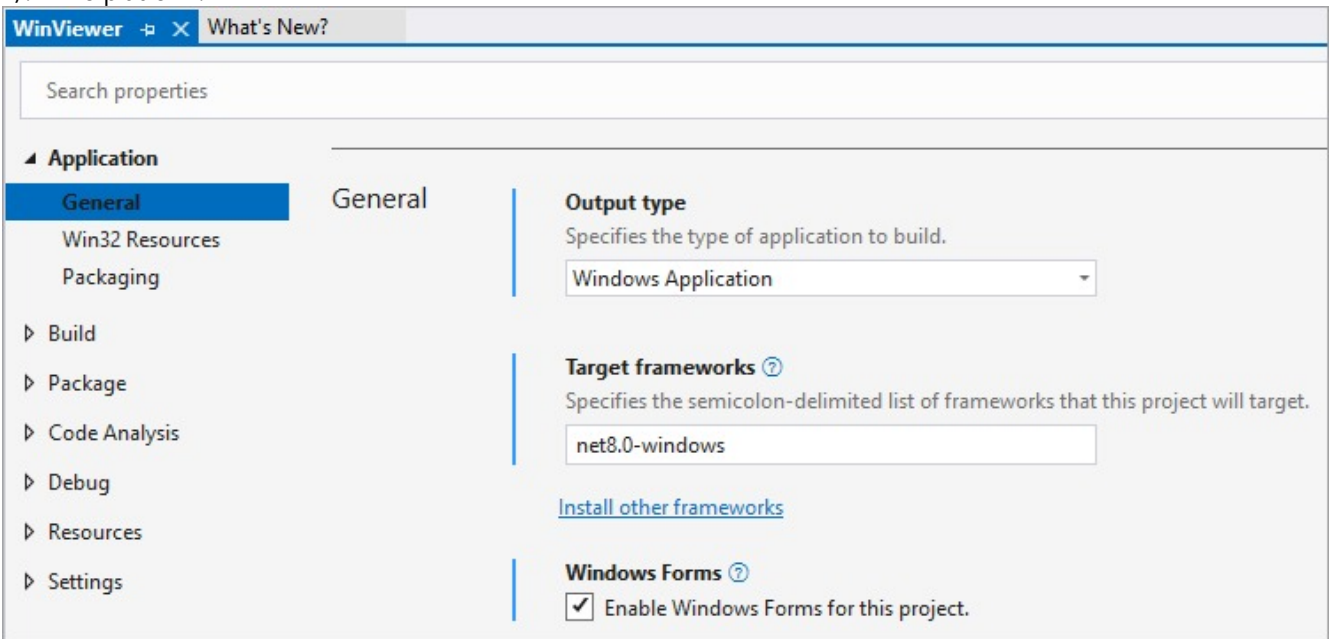 WinViewer
What's New?
Search properties
Application
General
Win32 Resources
Packaging
Build
Package
Code Analysis
Debug
Resources
Settings
General
Output type
Specifies the type of application to build.
Windows Application
Target frameworks
Specifies the semicolon-delimited list of frameworks that this project will target.
net8.0-windows
Install other frameworks
Windows Forms
Enable Windows Forms for this project.